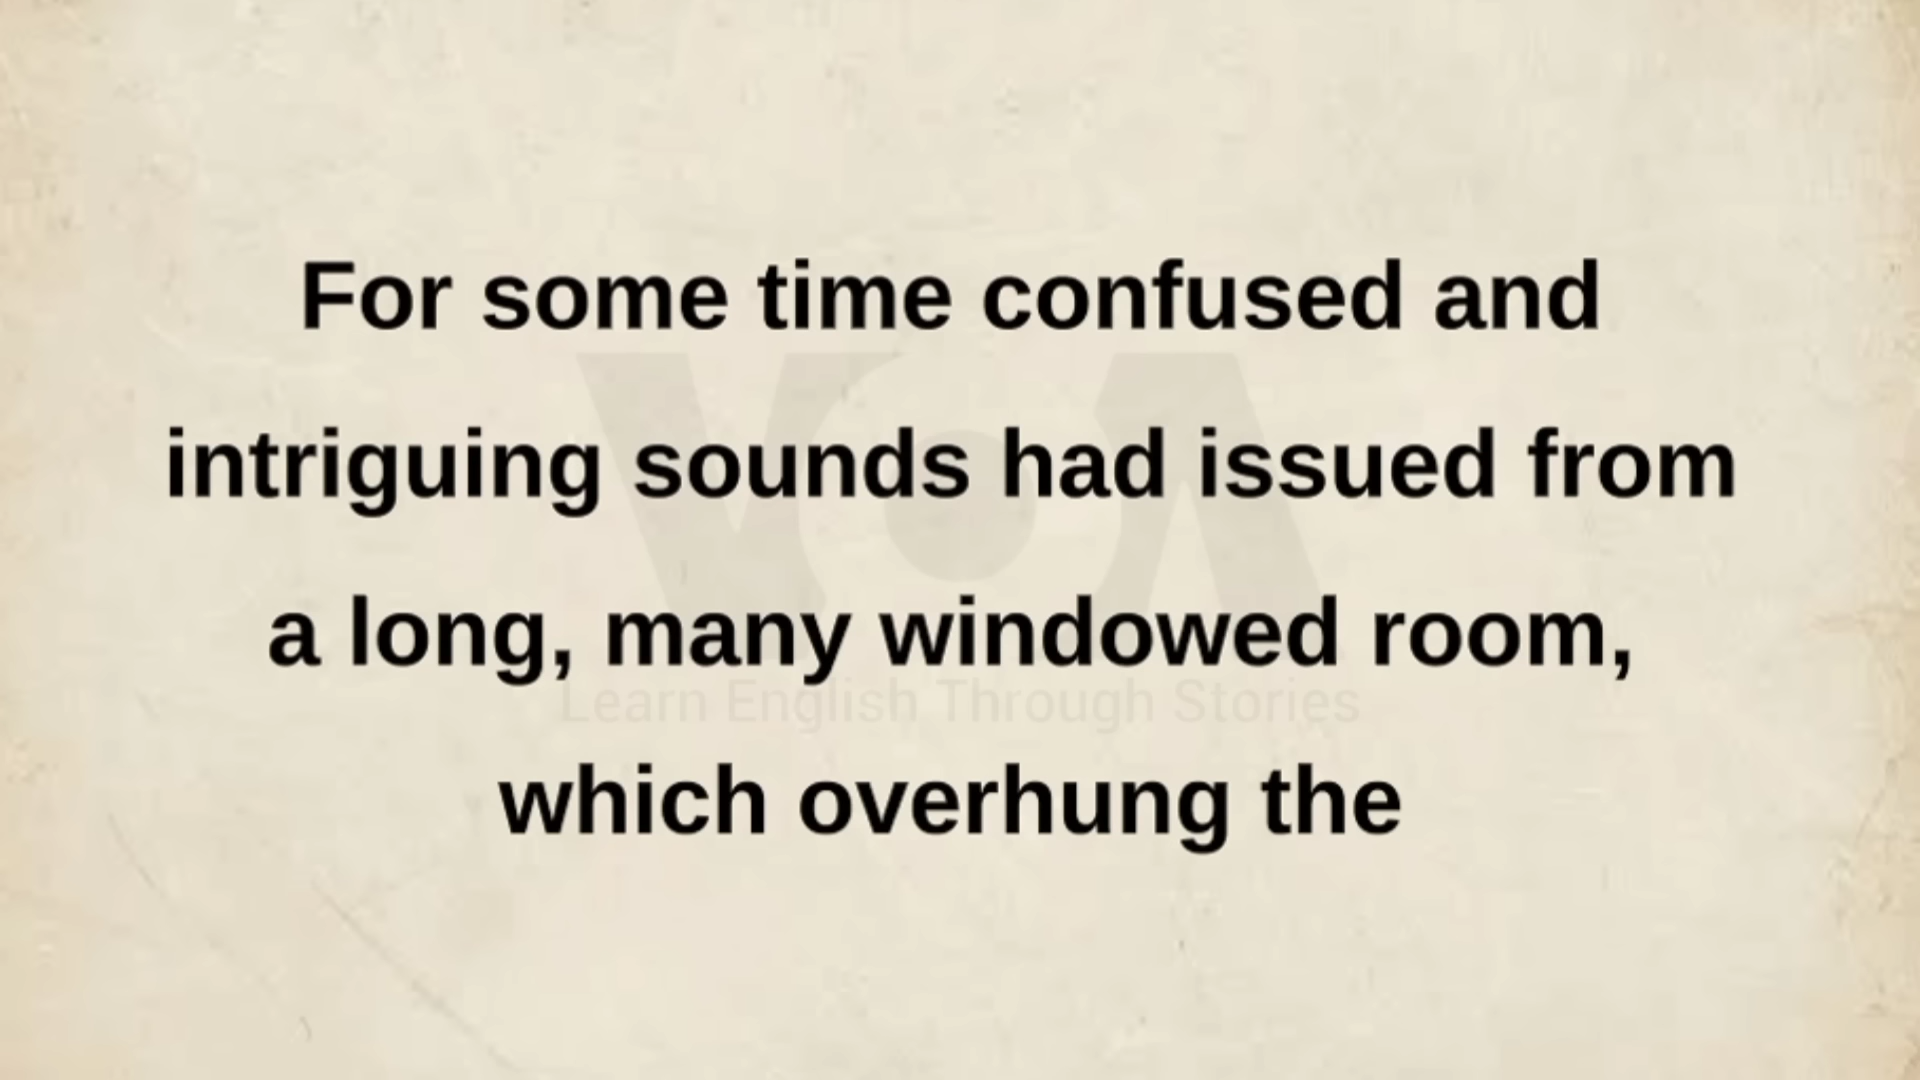 For some time confused and
intriguing sounds had issued from
a long, many windowed room,
which overhung the
VOA
Learn English Through Stories